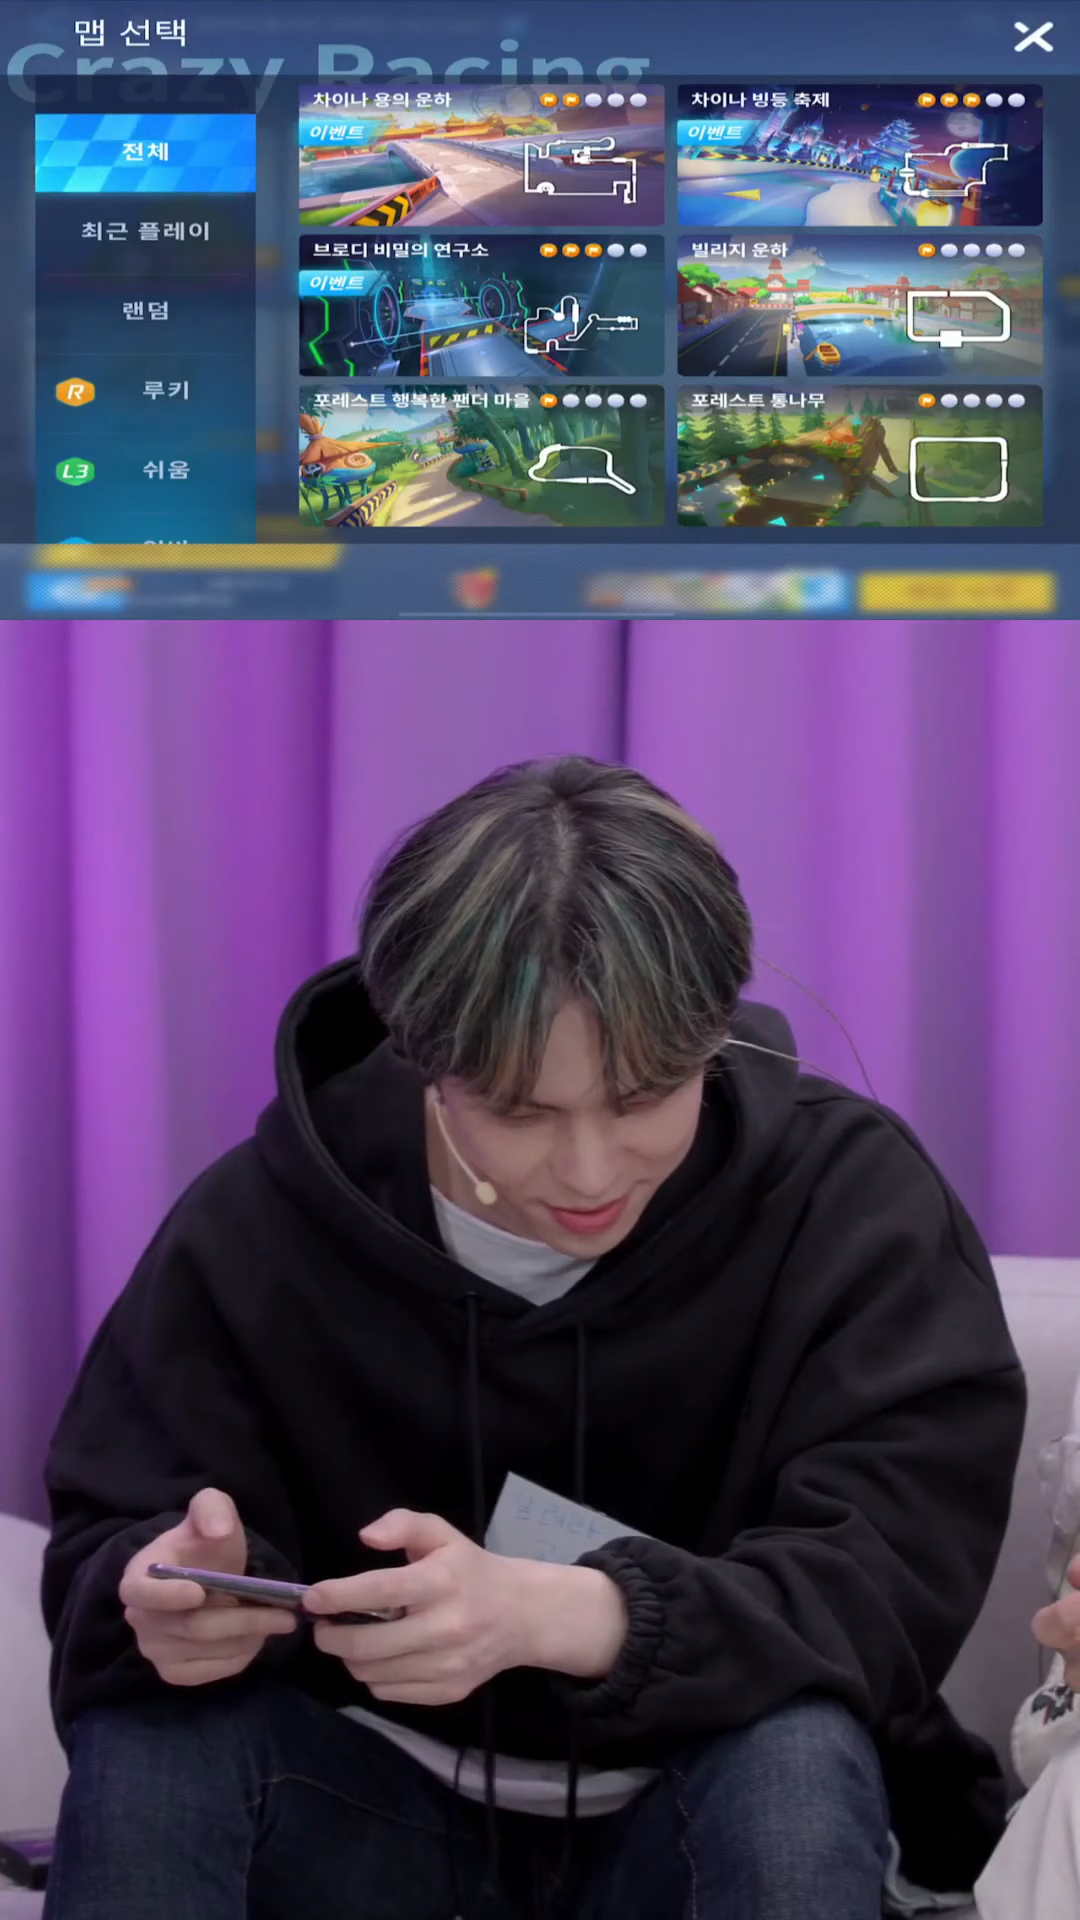 맵 선택
Crazy Racing
전체
최근 플레이
랜덤
R 루키
L3 쉬움
차이나 용의 운하
이벤트
차이나 빙등 축제
이벤트
브로디 비밀의 연구소
이벤트
빌리지 운하
포레스트 행복한 팬더 마을
포레스트 통나무